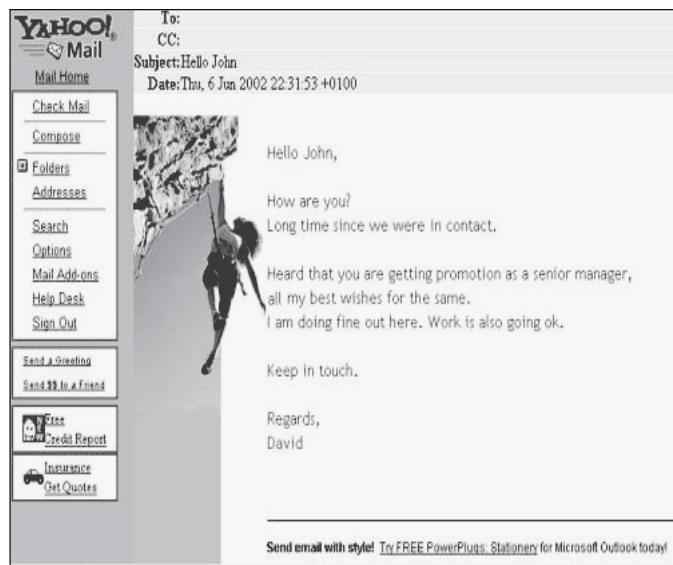 YAHOO!
Mail
Mail Home
Check Mail
Compose
Folders
Addresses
Search
Options
Mail Add-ons
Help Desk
Sign Out
Send a Greeting
Send $$ to a Friend
Free
Credit Report
Insurance
Get Quotes
To:
CC:
Subject:Hello John
Date:Thu, 6 Jun 2002 22:31:53 +0100
Hello John,
How are you?
Long time since we were in contact.
Heard that you are getting promotion as a senior manager,
all my best wishes for the same.
I am doing fine out here. Work is also going ok.
Keep in touch.
Regards,
David
Send email with style! Try FREE PowerPlugs: Stationery for Microsoft Outlook today!